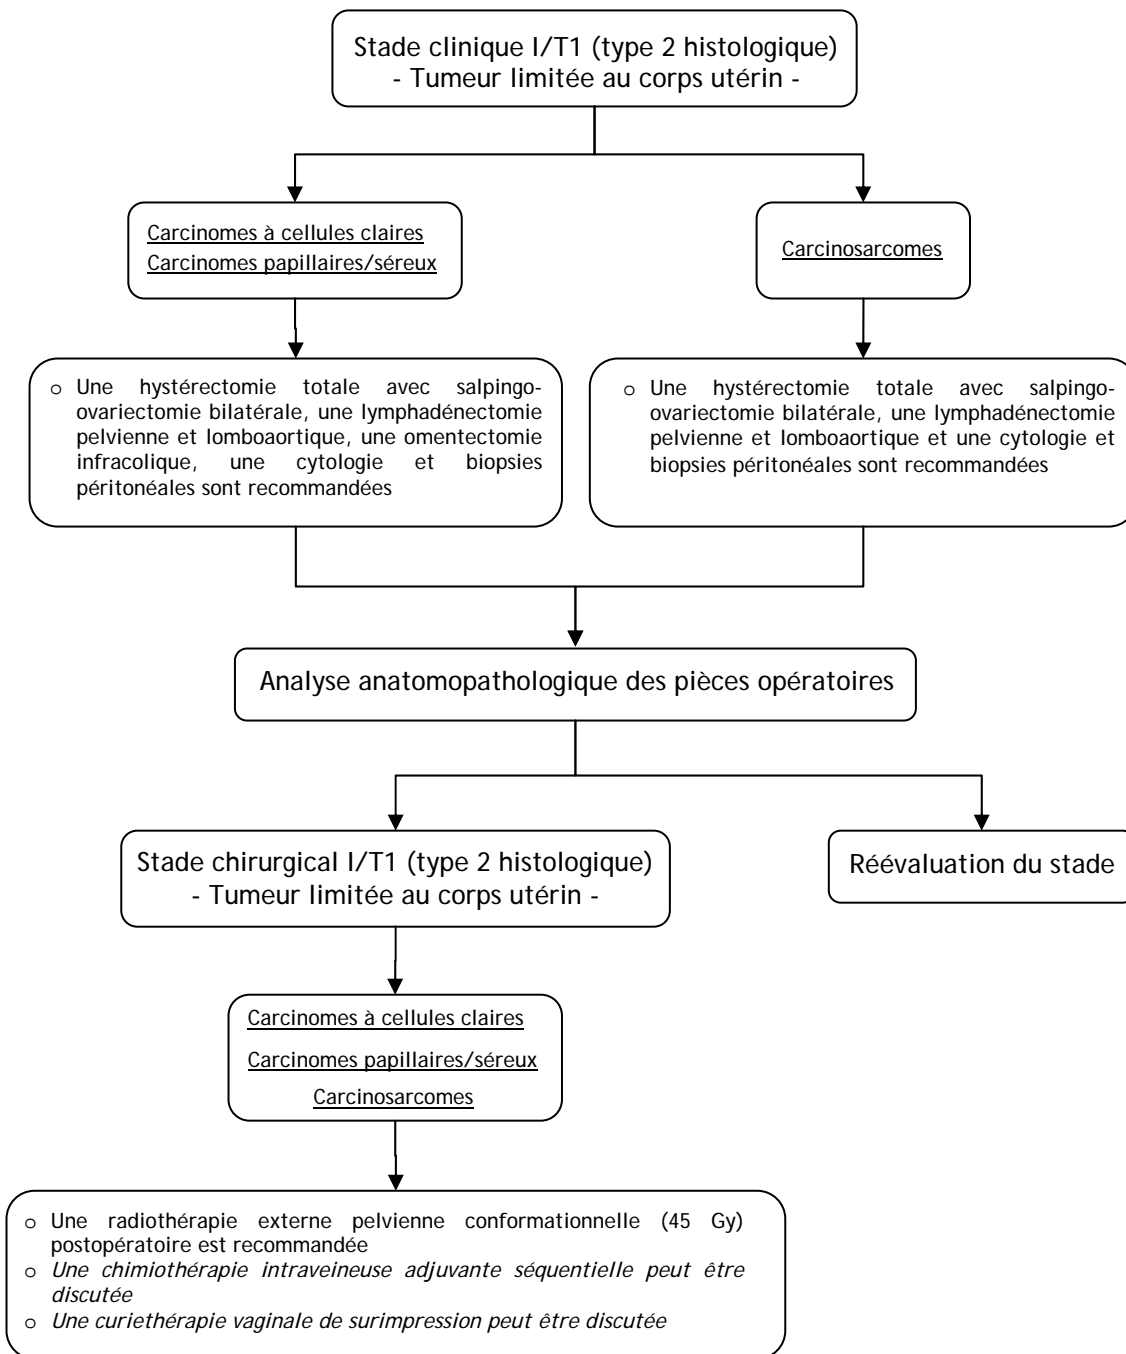 Stade clinique I/T1 (type 2 histologique)
- Tumeur limitée au corps utérin -
Carcinomes à cellules claires
Carcinomes papillaires/séreux
Carcinosarcomes
o Une hystérectomie totale avec salpingo-
ovariectomie bilatérale, une lymphadénectomie
pelvienne et lomboaortique, une omentectomie
infracolique, une cytologie et biopsies
péritonéales sont recommandées
o Une hystérectomie totale avec salpingo-
ovariectomie bilatérale, une lymphadénectomie
pelvienne et lomboaortique et une cytologie et
biopsies péritonéales sont recommandées
Analyse anatomopathologique des pièces opératoires
Stade chirurgical I/T1 (type 2 histologique)
- Tumeur limitée au corps utérin -
Réévaluation du stade
Carcinomes à cellules claires
Carcinomes papillaires/séreux
Carcinosarcomes
o Une radiothérapie externe pelvienne conformationnelle (45 Gy)
postopératoire est recommandée
o Une chimiothérapie intraveineuse adjuvante séquentielle peut être
discutée
o Une curiethérapie vaginale de surimpression peut être discutée